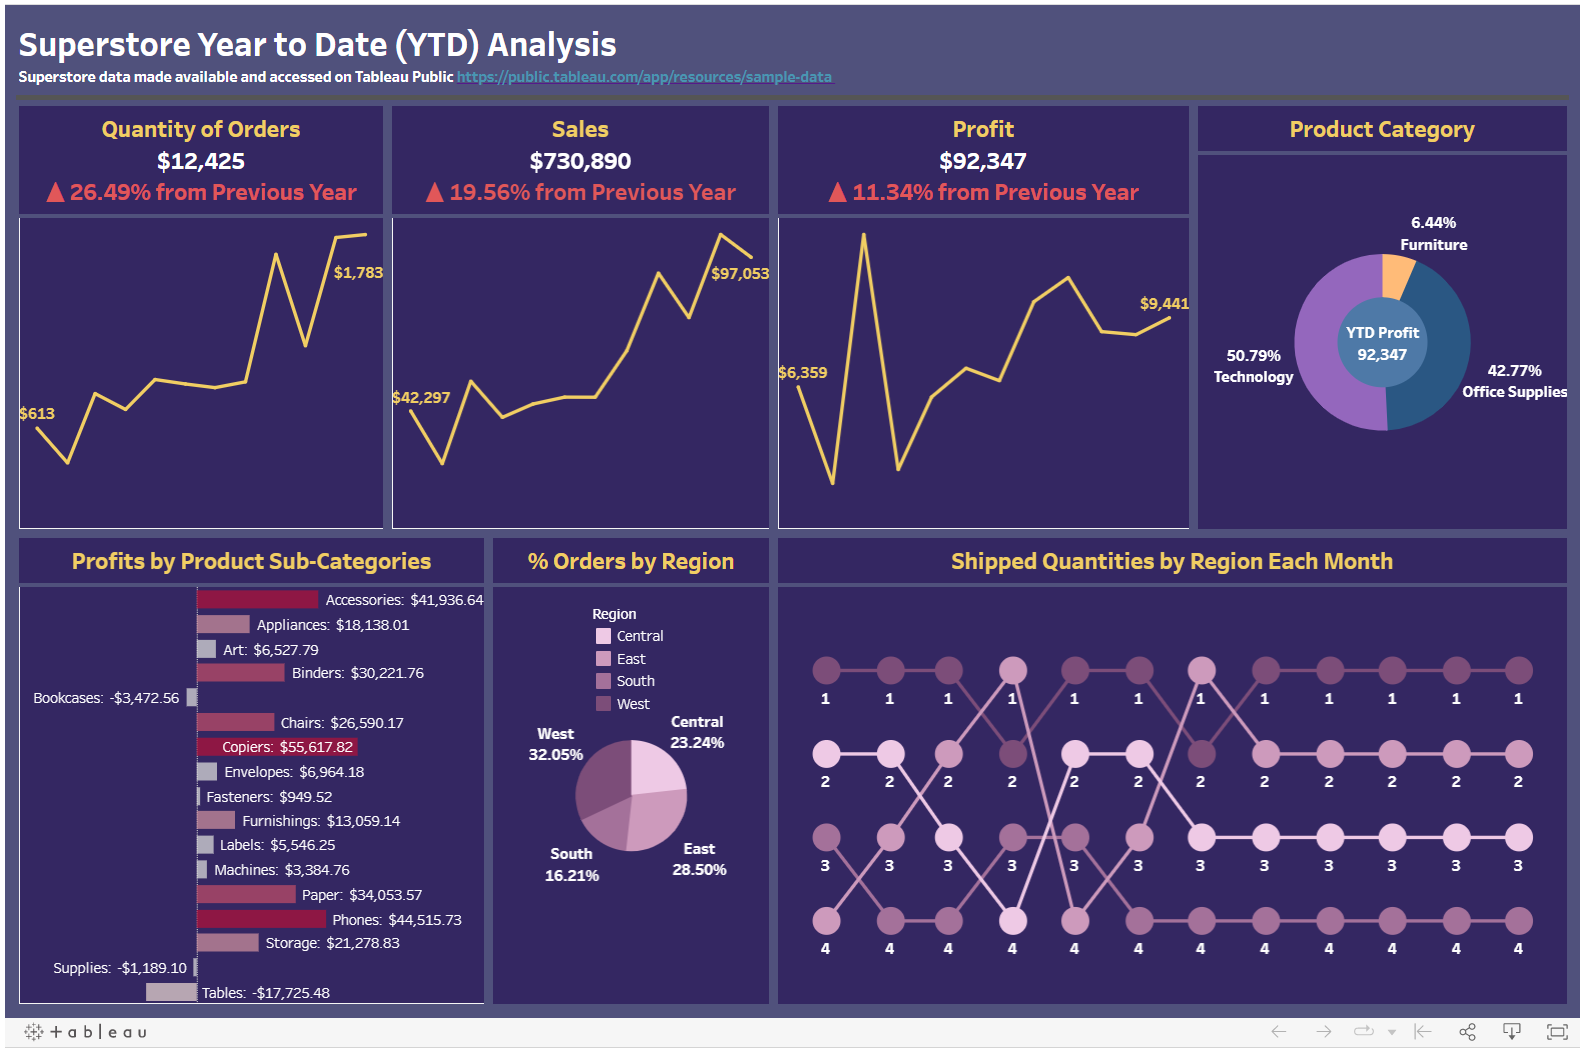 Superstore Year to Date (YTD) Analysis
Superstore data made available and accessed on Tableau Public https://public.tableau.com/app/resources/sample-data
Quantity of Orders
$12,425
▲ 26.49% from Previous Year
$613
$1,783
Sales
$730,890
▲ 19.56% from Previous Year
$42,297
$97,053
Profit
$92,347
▲ 11.34% from Previous Year
$6,359
$9,441
Product Category
6.44%
Furniture
YTD Profit
92,347
50.79%
Technology
42.77%
Office Supplies
Profits by Product Sub-Categories
Accessories: $41,936.64
Appliances: $18,138.01
Art: $6,527.79
Binders: $30,221.76
Bookcases: -$3,472.56
Chairs: $26,590.17
Copiers: $55,617.82
Envelopes: $6,964.18
Fasteners: $949.52
Furnishings: $13,059.14
Labels: $5,546.25
Machines: $3,384.76
Paper: $34,053.57
Phones: $44,515.73
Storage: $21,278.83
Supplies: -$1,189.10
Tables: -$17,725.48
% Orders by Region
Region
Central
East
South
West
Central
23.24%
West
32.05%
South
16.21%
East
28.50%
Shipped Quantities by Region Each Month
1 1 1 1 1 1 1 1 1 1 1 1
2 2 2 2 2 2 2 2 2 2 2 2
3 3 3 3 3 3 3 3 3 3 3 3
4 4 4 4 4 4 4 4 4 4 4 4
+ableau